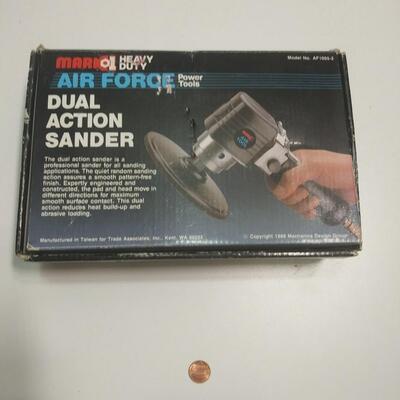 MARK 1 HEAVY DUTY
Model No. AF1005-3
AIR FORCE Power Tools
DUAL
ACTION
SANDER
The dual action sander is a
professional sander for all sanding
applications. The quiet random sanding
action assures a smooth pattern-free
finish. Expertly engineered and
constructed, the pad and head move in
different directions for maximum
smooth surface contact. This dual
action reduces heat build-up and
abrasive loading.
Manufactured in Taiwan for Trade Associates, Inc., Kent, WA
© Copyright 1986 Mechanics Design Group